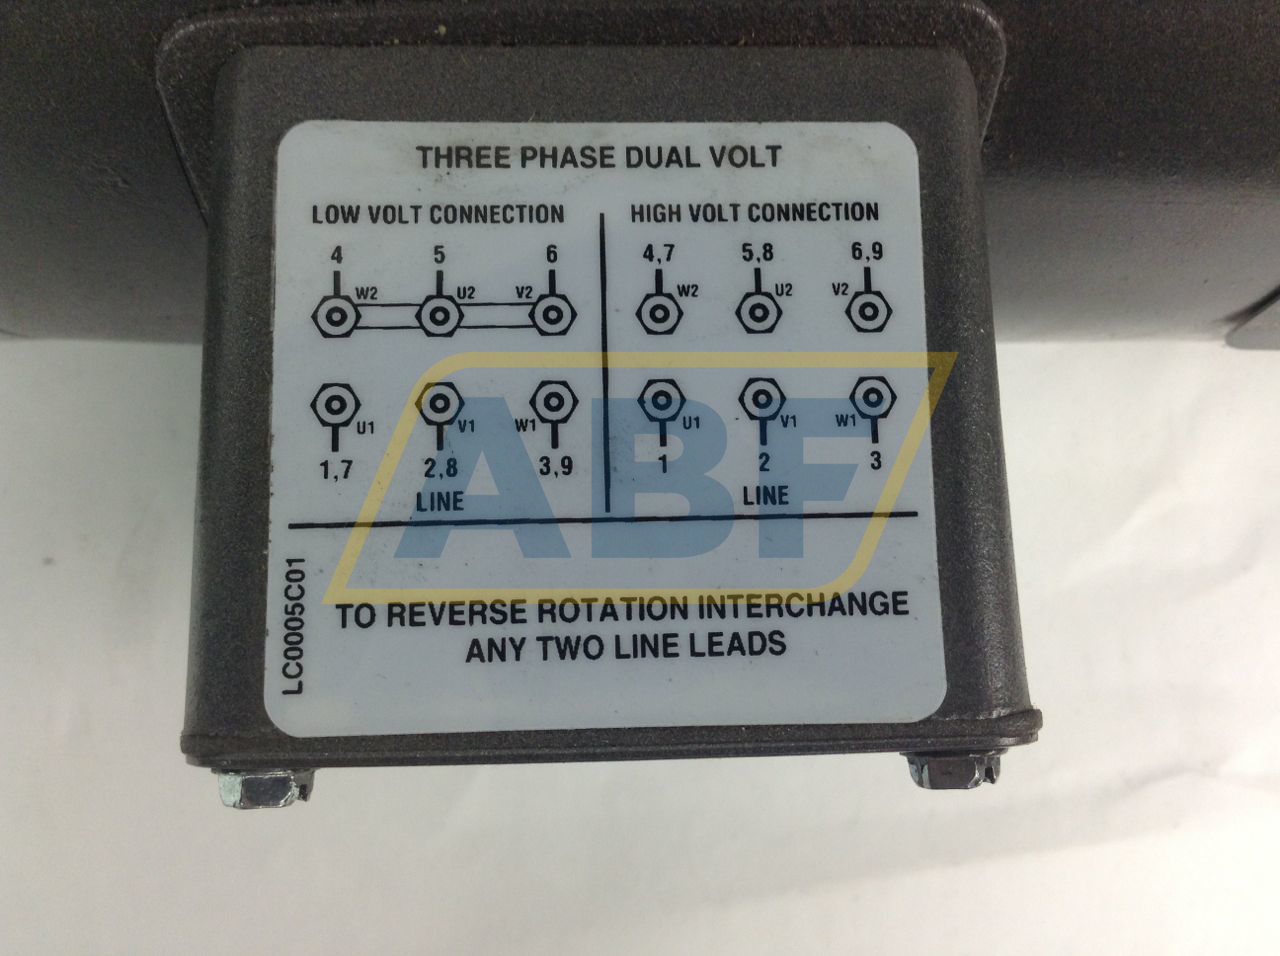 THREE PHASE DUAL VOLT
LOW VOLT CONNECTION
4 5 6
W2 U2 V2
U1 V1 W1
1,7 2,8 3,9
LINE
HIGH VOLT CONNECTION
4,7 5,8 6,9
W2 U2 V2
U1 V1 W1
1 2 3
LINE
LC0005C01
TO REVERSE ROTATION INTERCHANGE
ANY TWO LINE LEADS
ABF